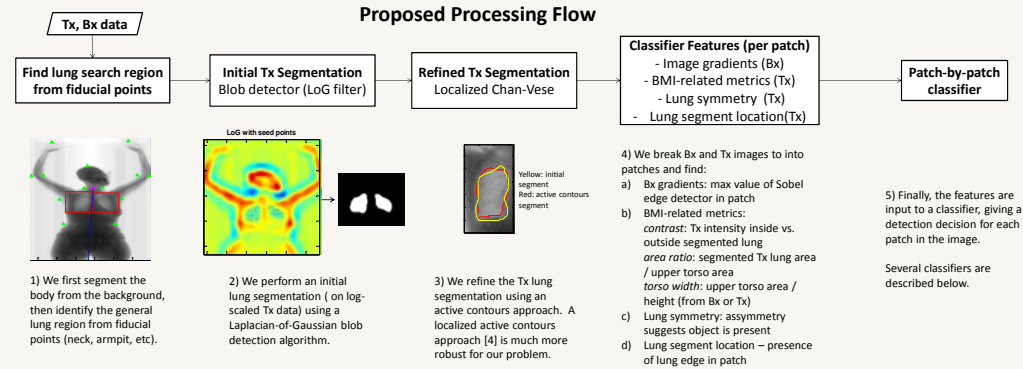 Proposed Processing Flow
Tx, Bx data
Find lung search region
from fiducial points
Initial Tx Segmentation
Blob detector (LoG filter)
Refined Tx Segmentation
Localized Chan-Vese
Classifier Features (per patch)
- Image gradients (Bx)
- BMI-related metrics (Tx)
- Lung symmetry (Tx)
- Lung segment location(Tx)
Patch-by-patch
classifier
LoG with seed points
Yellow: initial
segment
Red: active contours
segment
1) We first segment the
body from the background,
then identify the general
lung region from fiducial
points (neck, armpit, etc).
2) We perform an initial
lung segmentation ( on log-
scaled Tx data) using a
Laplacian-of-Gaussian blob
detection algorithm.
3) We refine the Tx lung
segmentation using an
active contours approach. A
localized active contours
approach [4] is much more
robust for our problem.
4) We break Bx and Tx images to into
patches and find:
a) Bx gradients: max value of Sobel
edge detector in patch
b) BMI-related metrics:
contrast: Tx intensity inside vs.
outside segmented lung
area ratio: segmented Tx lung area
/ upper torso area
torso width: upper torso area /
height (from Bx or Tx)
c) Lung symmetry: assymmetry
suggests object is present
d) Lung segment location – presence
of lung edge in patch
5) Finally, the features are
input to a classifier, giving a
detection decision for each
patch in the image.
Several classifiers are
described below.